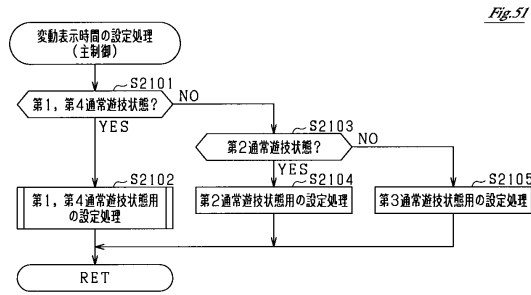 Fig.51
変動表示時間の設定処理
(主制御)
S2101
第1，第4通常遊技状態？
NO
YES
S2103
第2通常遊技状態？
NO
YES
S2102
第1，第4通常遊技状態用
の設定処理
S2104
第2通常遊技状態用の設定処理
S2105
第3通常遊技状態用の設定処理
RET